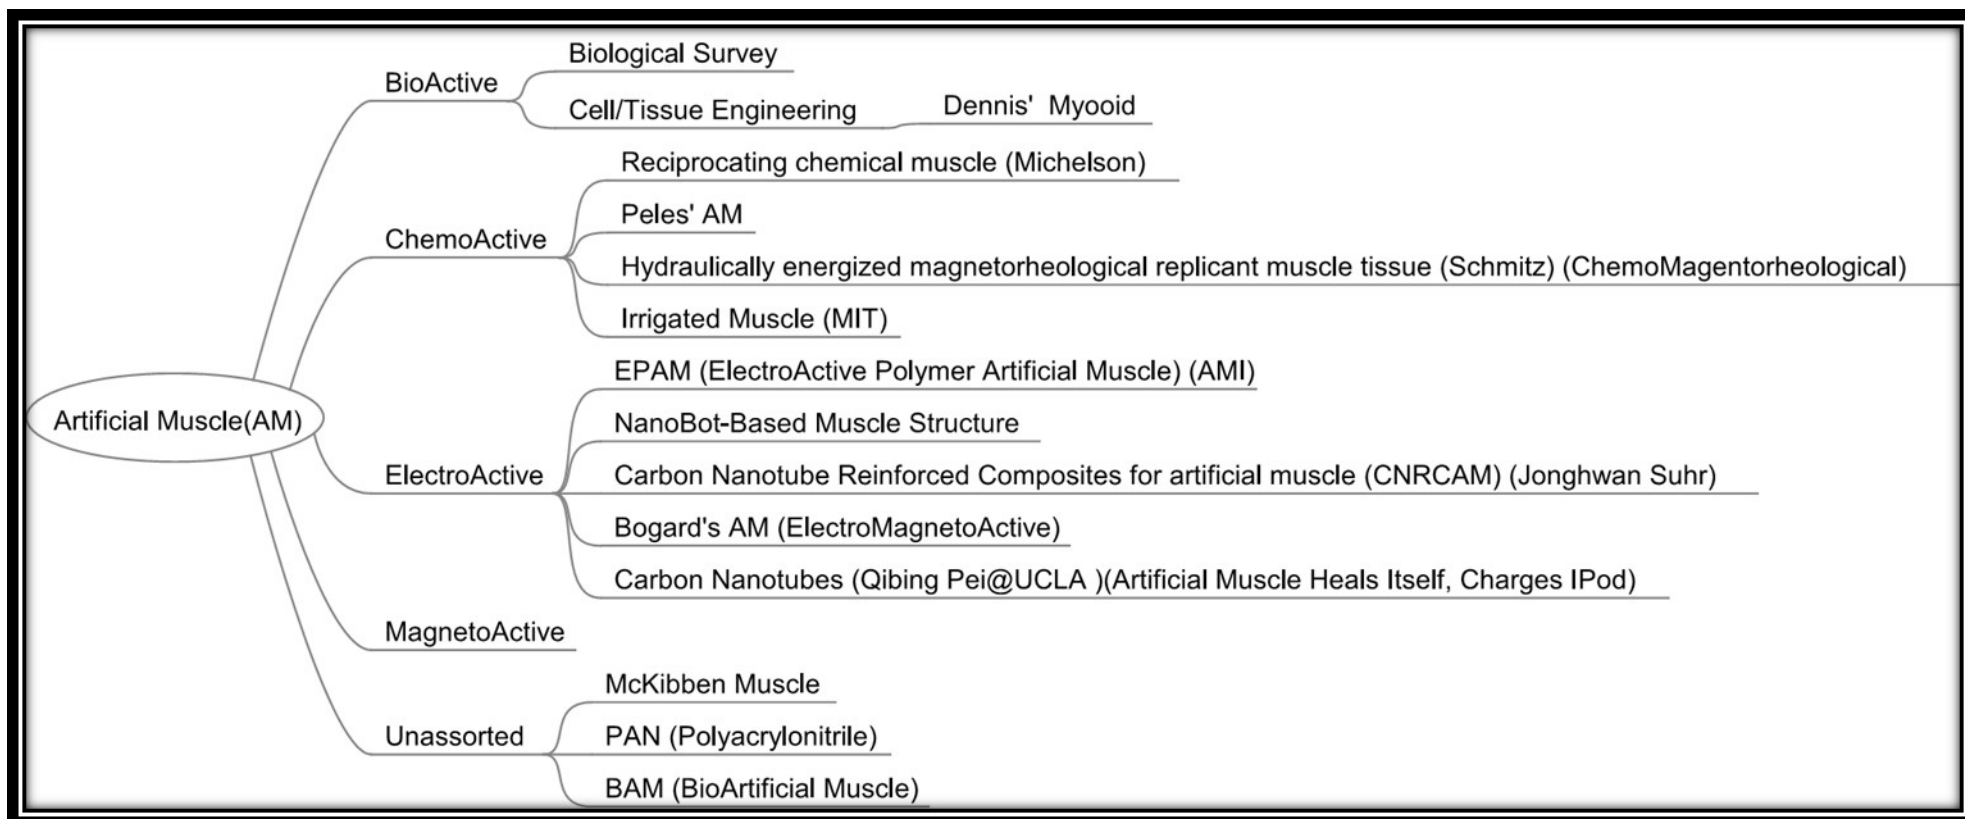 Biological Survey
BioActive
Cell/Tissue Engineering
Dennis' Myooid
Reciprocating chemical muscle (Michelson)
Peles' AM
ChemoActive
Hydraulically energized magnetorheological replicant muscle tissue (Schmitz) (ChemoMagentorheological)
Irrigated Muscle (MIT)
EPAM (ElectroActive Polymer Artificial Muscle) (AMI)
Artificial Muscle(AM)
NanoBot-Based Muscle Structure
ElectroActive
Carbon Nanotube Reinforced Composites for artificial muscle (CNRCAM) (Jonghwan Suhr)
Bogard's AM (ElectroMagnetoActive)
Carbon Nanotubes (Qibing Pei@UCLA )(Artificial Muscle Heals Itself, Charges IPod)
MagnetoActive
McKibben Muscle
Unassorted
PAN (Polyacrylonitrile)
BAM (BioArtificial Muscle)